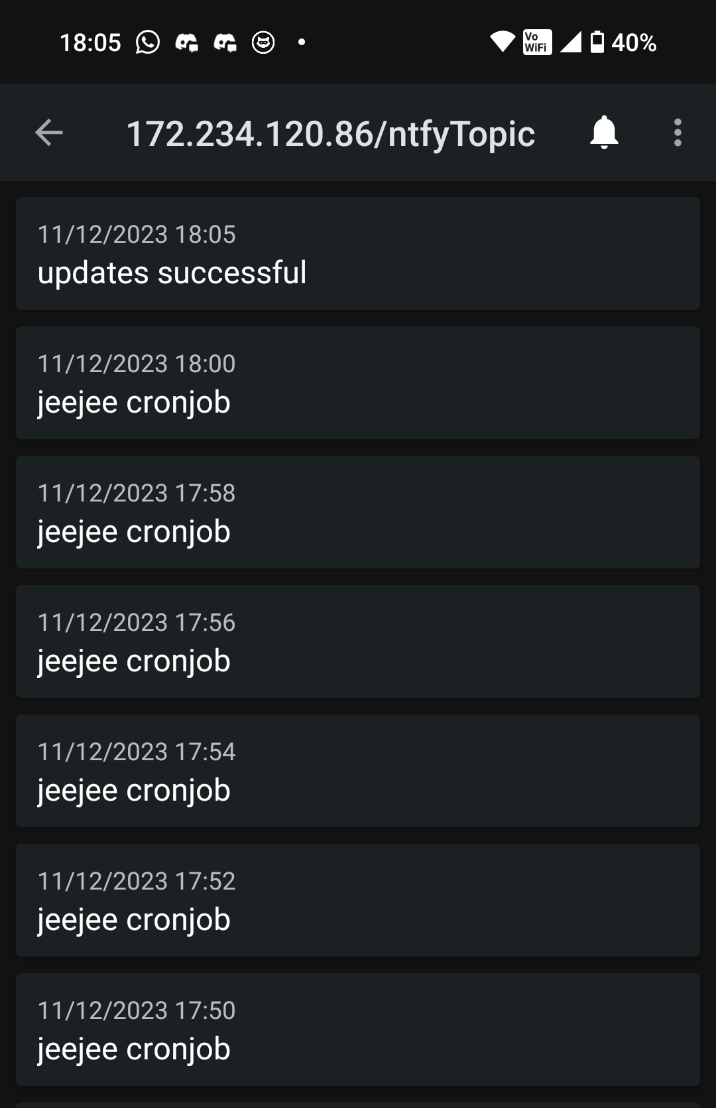 18:05
Vo
WiFi
40%
172.234.120.86/ntfyTopic
11/12/2023 18:05
updates successful
11/12/2023 18:00
jeejee cronjob
11/12/2023 17:58
jeejee cronjob
11/12/2023 17:56
jeejee cronjob
11/12/2023 17:54
jeejee cronjob
11/12/2023 17:52
jeejee cronjob
11/12/2023 17:50
jeejee cronjob